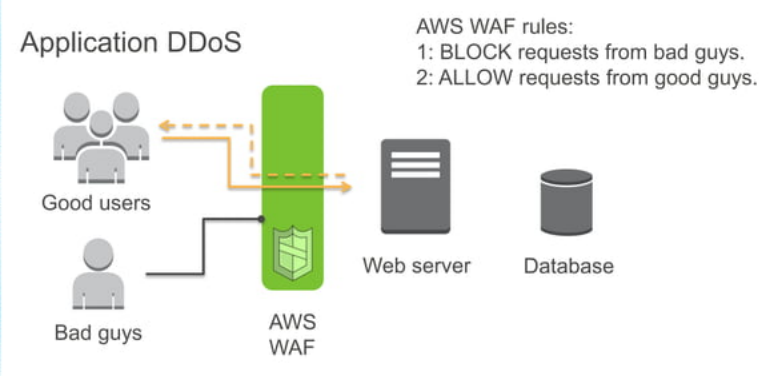 Application DDoS
AWS WAF rules:
1: BLOCK requests from bad guys.
2: ALLOW requests from good guys.
Good users
Bad guys
AWS
WAF
Web server
Database